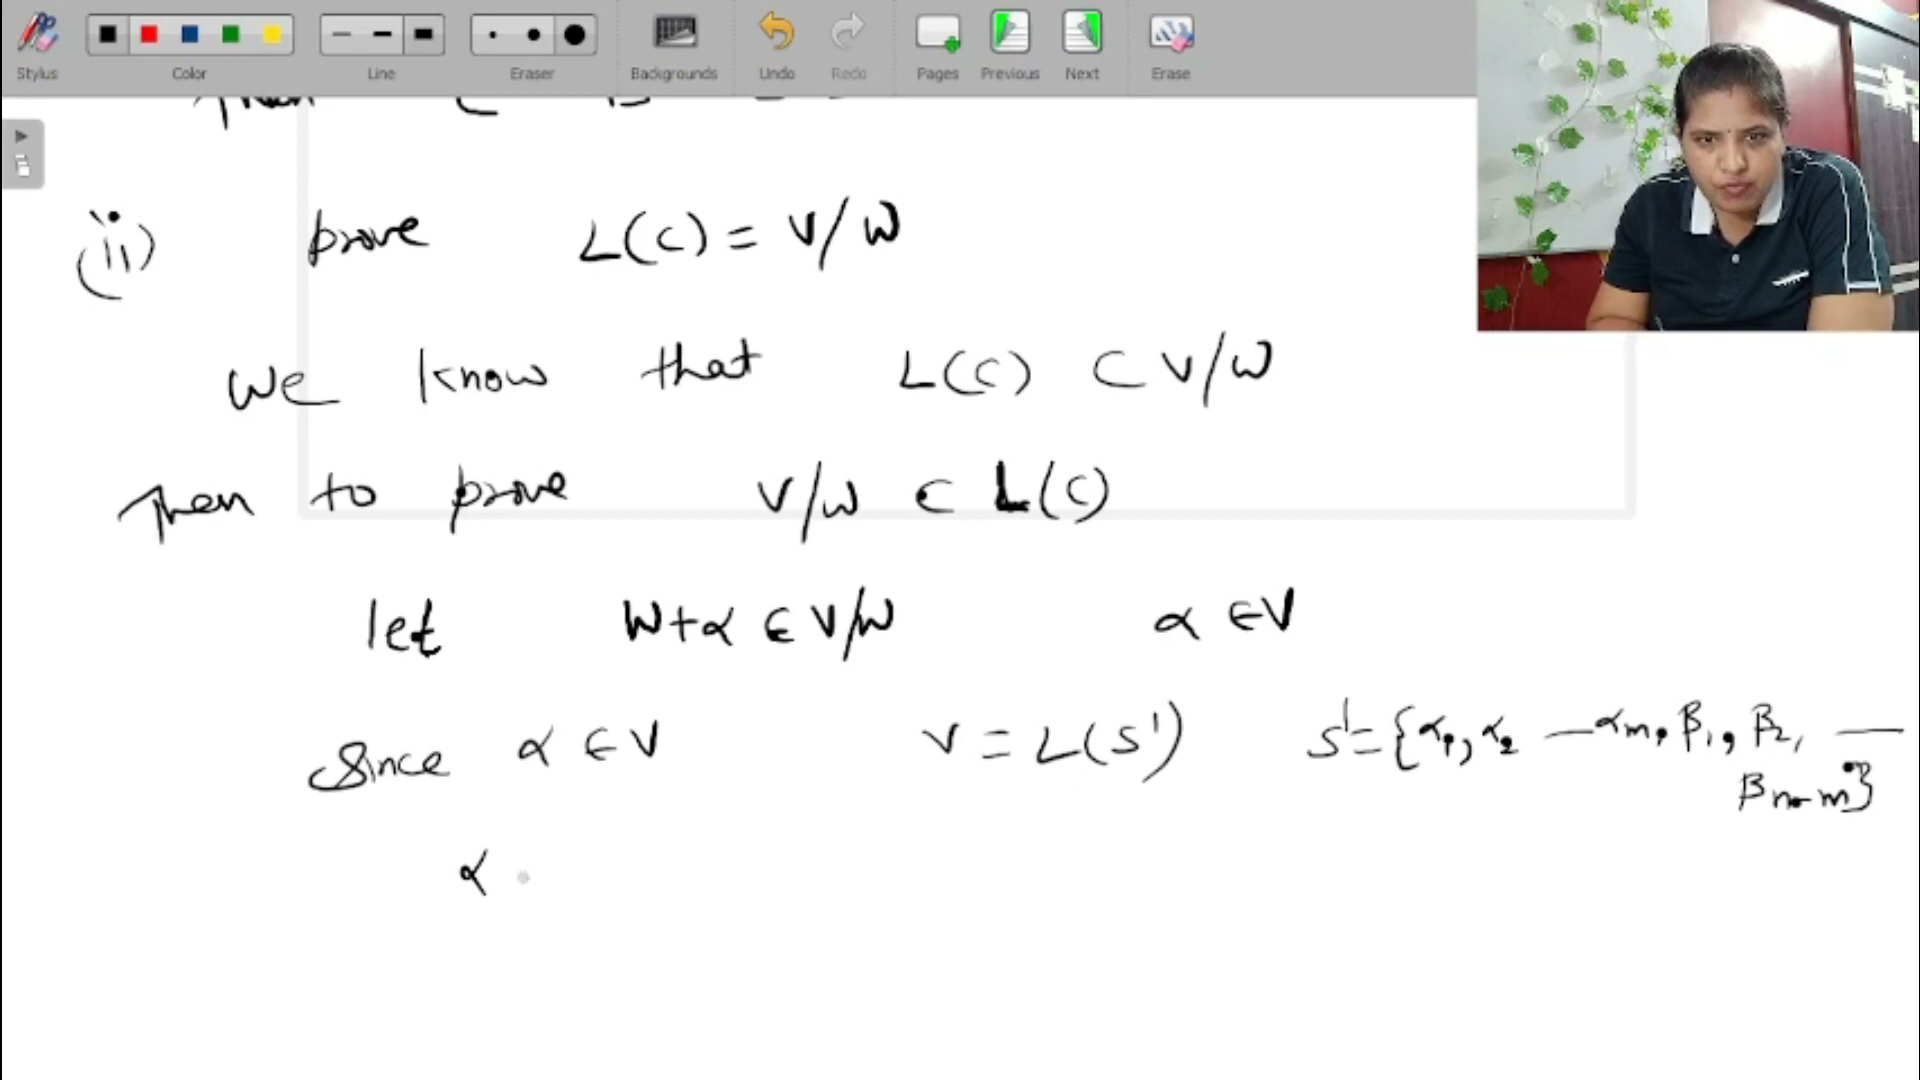 Stylus Color Line Eraser Backgrounds Undo Redo Pages Previous Next Erase
(ii) prove L(C) = V/W
We know that L(C) ⊂ V/W
Then to prove V/W ⊂ L(C)
let W+α ∈ V/W α ∈ V
Since α ∈ V V = L(S') S' = {α₁, α₂ — αm, β₁, β₂, —
βn-m}
α